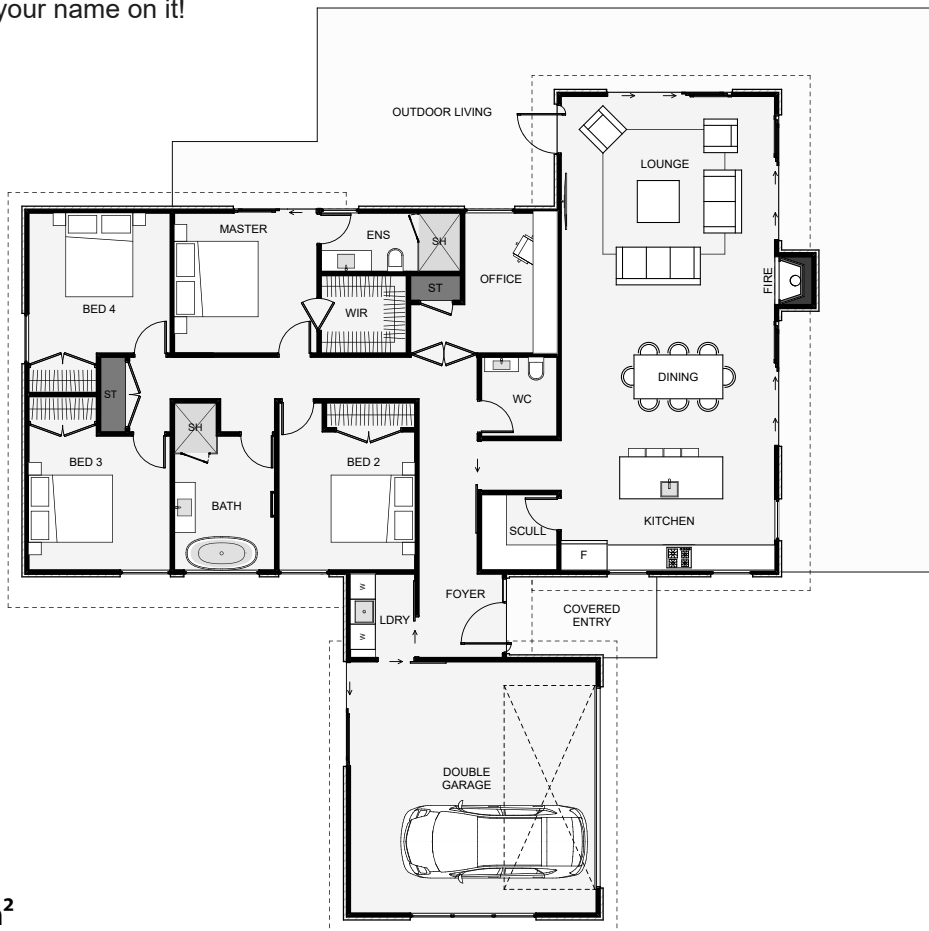 your name on it!
OUTDOOR LIVING
LOUNGE
MASTER
ENS
SH
OFFICE
FIRE
ST
BED 4
WIR
DINING
ST
WC
SH
BED 3
BED 2
BATH
SCULL
KITCHEN
F
W
FOYER
LDRY
COVERED
ENTRY
W
DOUBLE
GARAGE
²